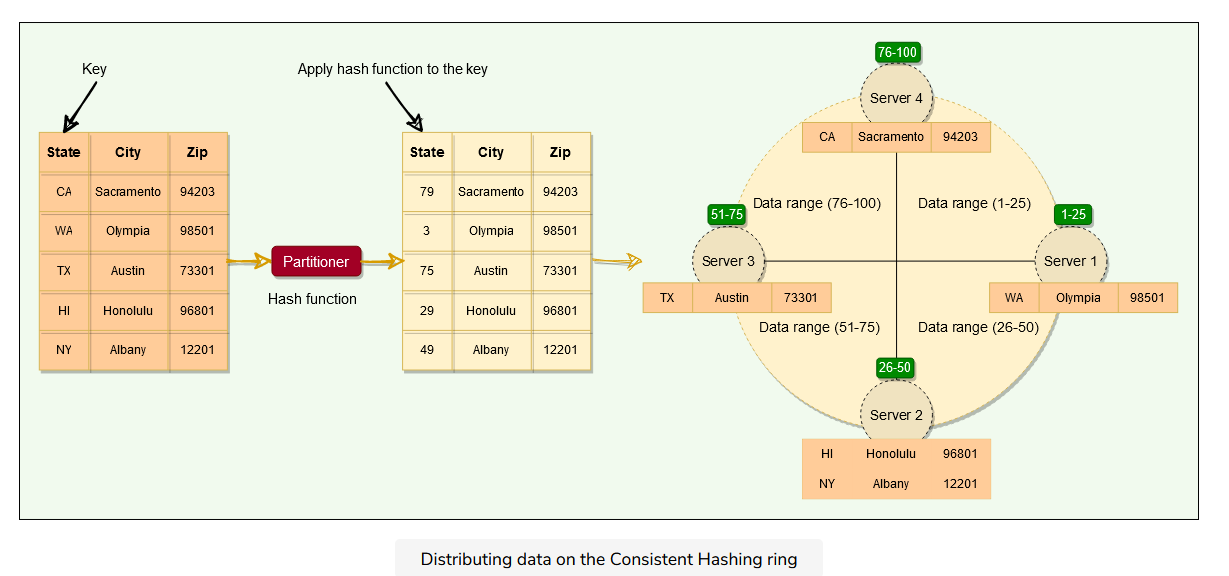 Key
Apply hash function to the key
State City Zip
CA Sacramento 94203
WA Olympia 98501
TX Austin 73301
HI Honolulu 96801
NY Albany 12201
Partitioner
Hash function
State City Zip
79 Sacramento 94203
3 Olympia 98501
75 Austin 73301
29 Honolulu 96801
49 Albany 12201
76-100
Server 4
CA Sacramento 94203
Data range (76-100)
Data range (1-25)
51-75
Server 3
TX Austin 73301
1-25
Server 1
WA Olympia 98501
Data range (51-75)
Data range (26-50)
26-50
Server 2
HI Honolulu 96801
NY Albany 12201
Distributing data on the Consistent Hashing ring